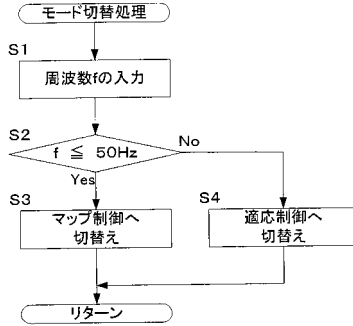 モード切替処理
S1
周波数fの入力
S2
f ≦ 50Hz
No
Yes
S3
マップ制御へ
切替え
S4
適応制御へ
切替え
リターン